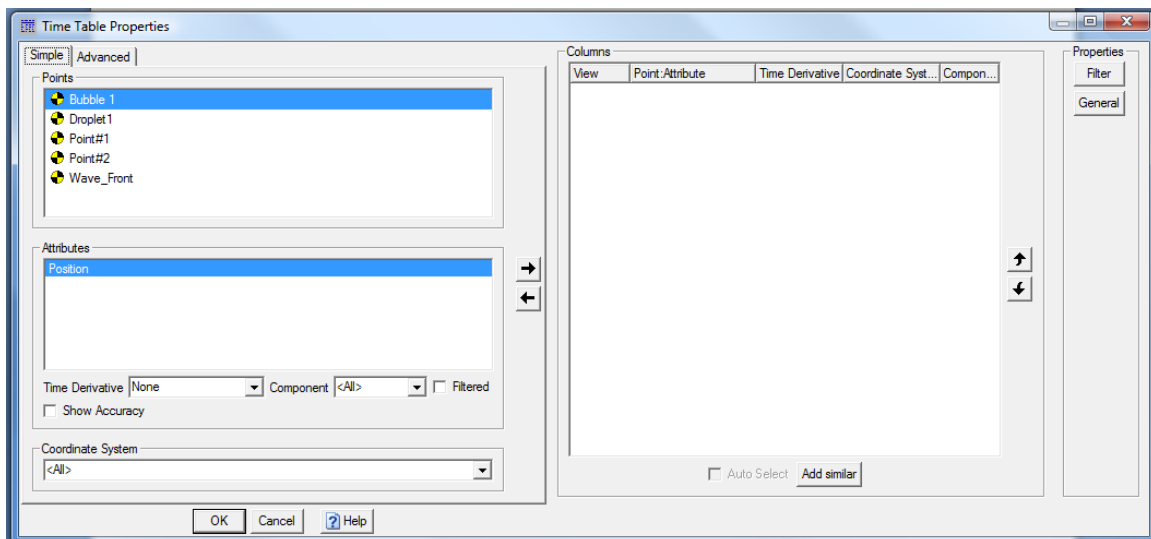 Time Table Properties
Simple Advanced
Points
Bubble 1
Droplet1
Point#1
Point#2
Wave_Front
Attributes
Position
Time Derivative None Component <All> Filtered
Show Accuracy
Coordinate System
<All>
OK Cancel ? Help
Columns
View Point:Attribute Time Derivative Coordinate Syst... Compon...
Auto Select Add similar
Properties
Filter
General